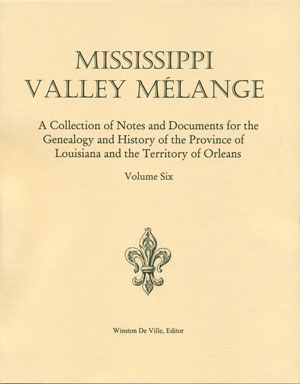 MISSISSIPPI
VALLEY MÉLANGE
A Collection of Notes and Documents for the
Genealogy and History of the Province of
Louisiana and the Territory of Orleans
Volume Six
Winston De Ville, Editor